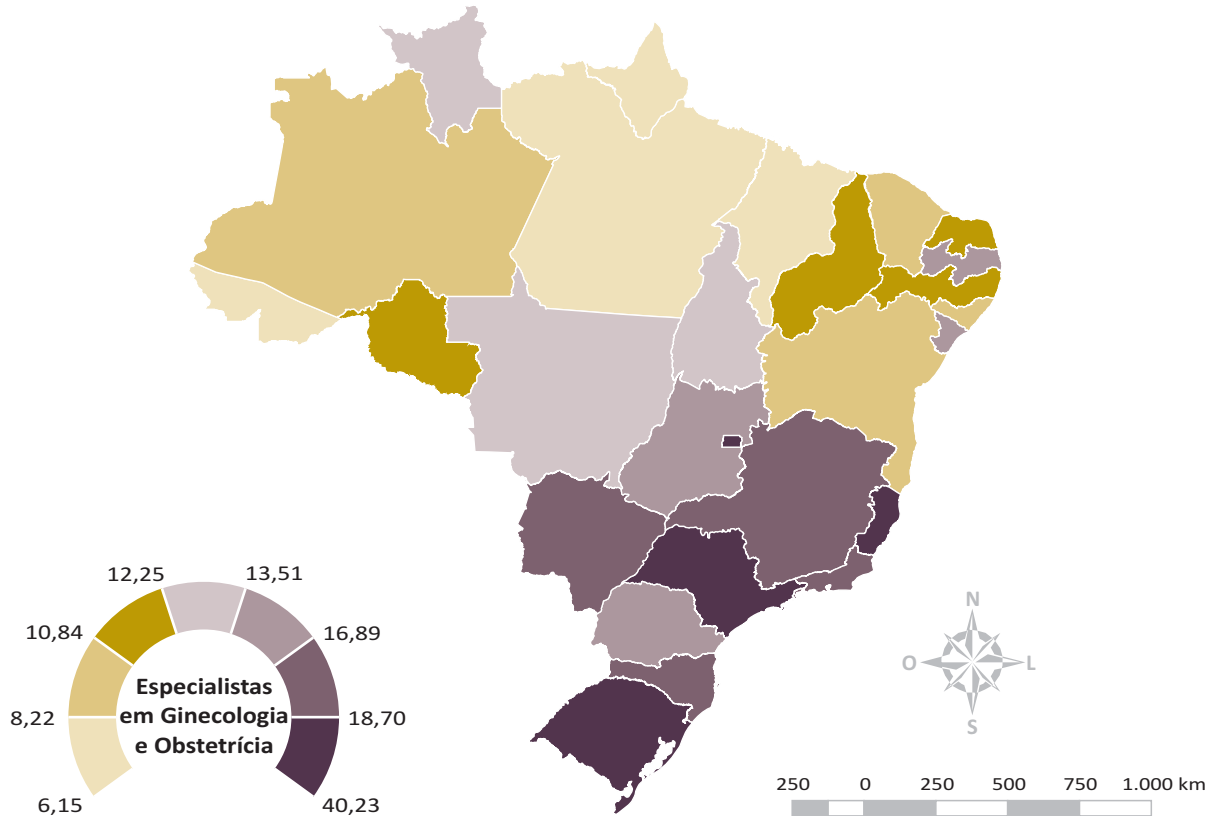 12,25
13,51
10,84
16,89
8,22
18,70
6,15
40,23
Especialistas
em Ginecologia
e Obstetrícia
N
O
L
S
250 0 250 500 750 1.000 km